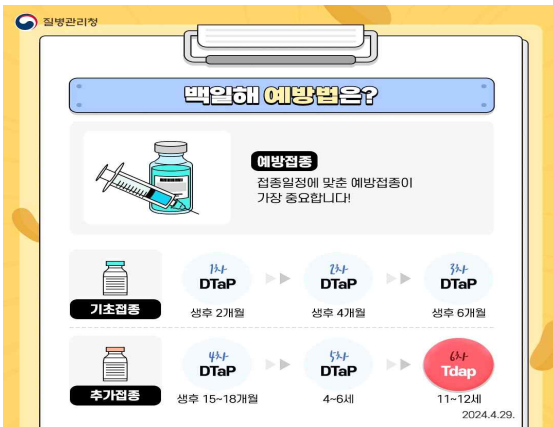 질병관리청
백일해 예방법은?
예방접종
접종일정에 맞춘 예방접종이
가장 중요합니다!
1차 2차 3차
DTaP DTaP DTaP
기초접종 생후 2개월 생후 4개월 생후 6개월
4차 5차 6차
DTaP DTaP Tdap
추가접종 생후 15~18개월 4~6세 11~12세
2024.4.29.